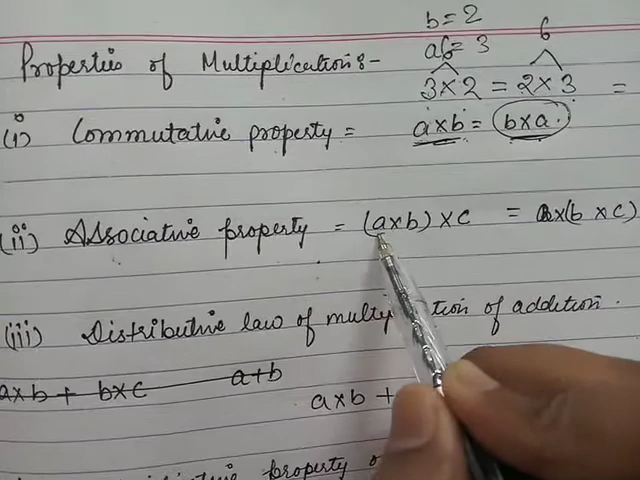 b = 2
a = 3
6
Properties of Multiplication :-
3 × 2 = 2 × 3 =
(i) Commutative property = a×b = b×a.
(ii) Associative property = (a×b) × c = a×(b × c)
(iii) Distributive law of multiplication of addition.
a×b + b×c a+b
a×b +
property